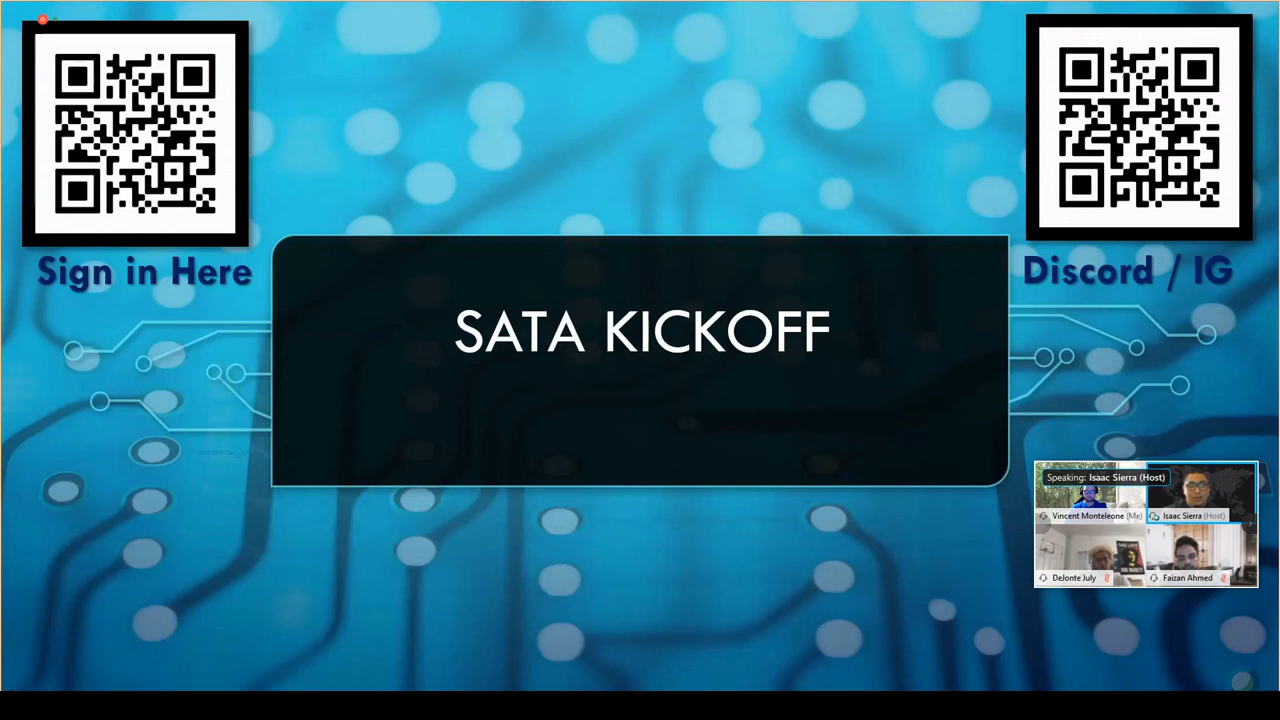 Sign in Here
Discord / IG
SATA KICKOFF
Speaking: Isaac Sierra (Host)
Vincent Monteleone (Me)
Isaac Sierra (Host)
DeJonte July
Faizan Ahmed